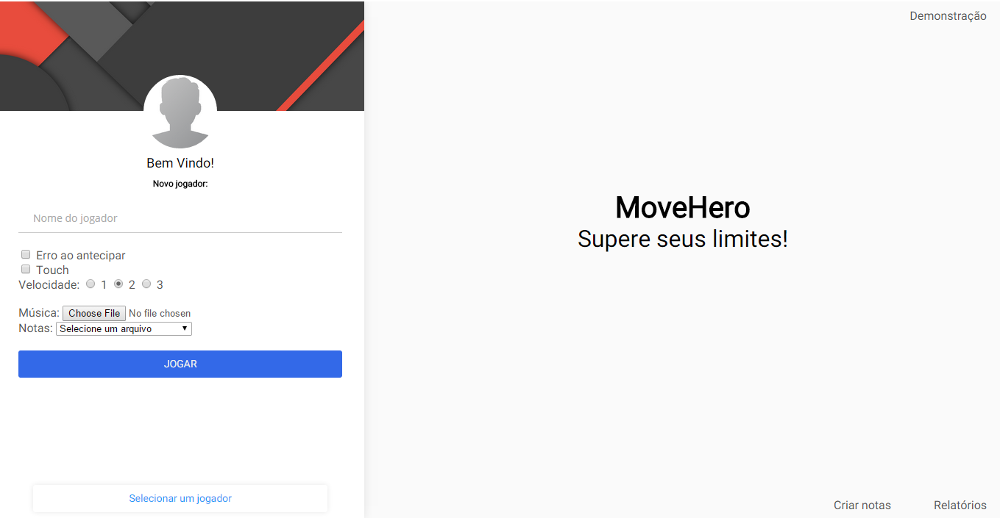 Demonstração
Bem Vindo!
Novo jogador:
Nome do jogador
Erro ao antecipar
Touch
Velocidade: 1 2 3
Música: Choose File No file chosen
Notas: Selecione um arquivo
JOGAR
Selecionar um jogador
MoveHero
Supere seus limites!
Criar notas Relatórios